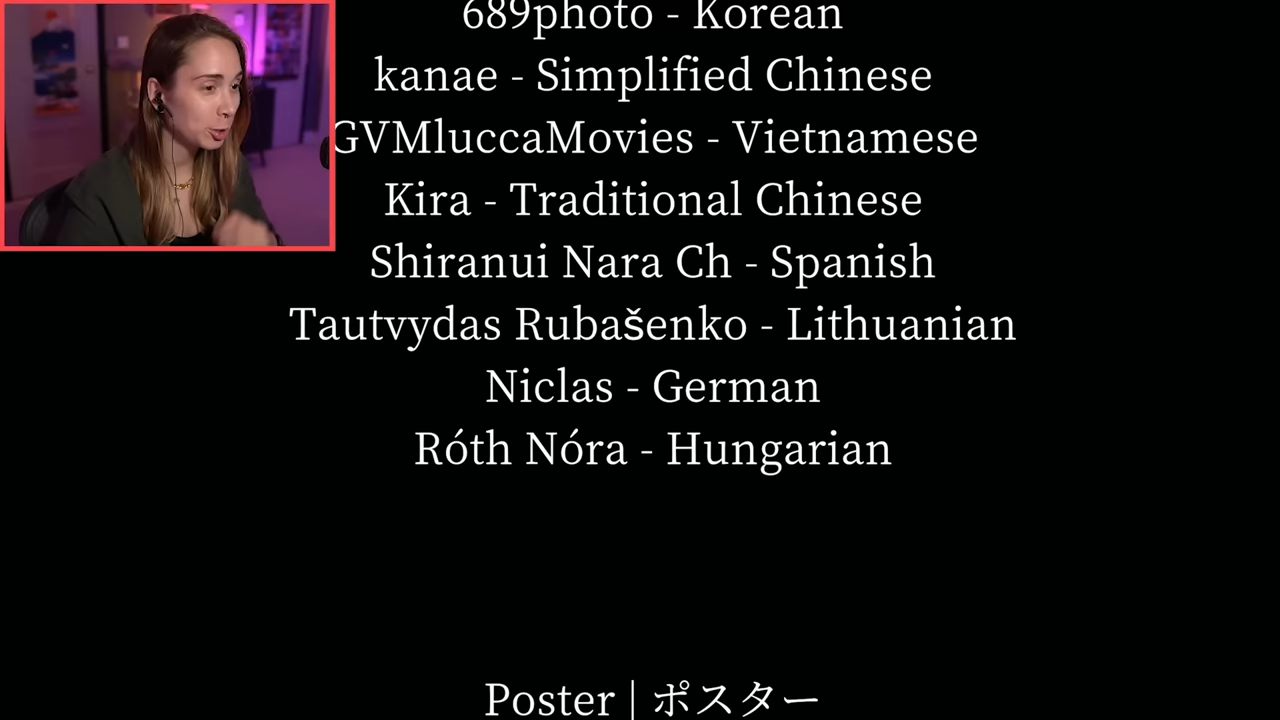 689photo - Korean
kanae - Simplified Chinese
GVMluccaMovies - Vietnamese
Kira - Traditional Chinese
Shiranui Nara Ch - Spanish
Tautvydas Rubašenko - Lithuanian
Niclas - German
Róth Nóra - Hungarian
Poster | ポスター